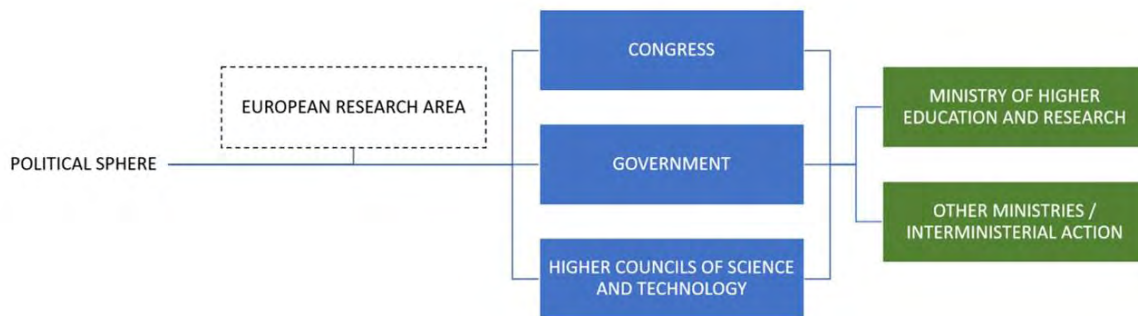 POLITICAL SPHERE
EUROPEAN RESEARCH AREA
CONGRESS
GOVERNMENT
HIGHER COUNCILS OF SCIENCE
AND TECHNOLOGY
MINISTRY OF HIGHER
EDUCATION AND RESEARCH
OTHER MINISTRIES /
INTERMINISTERIAL ACTION